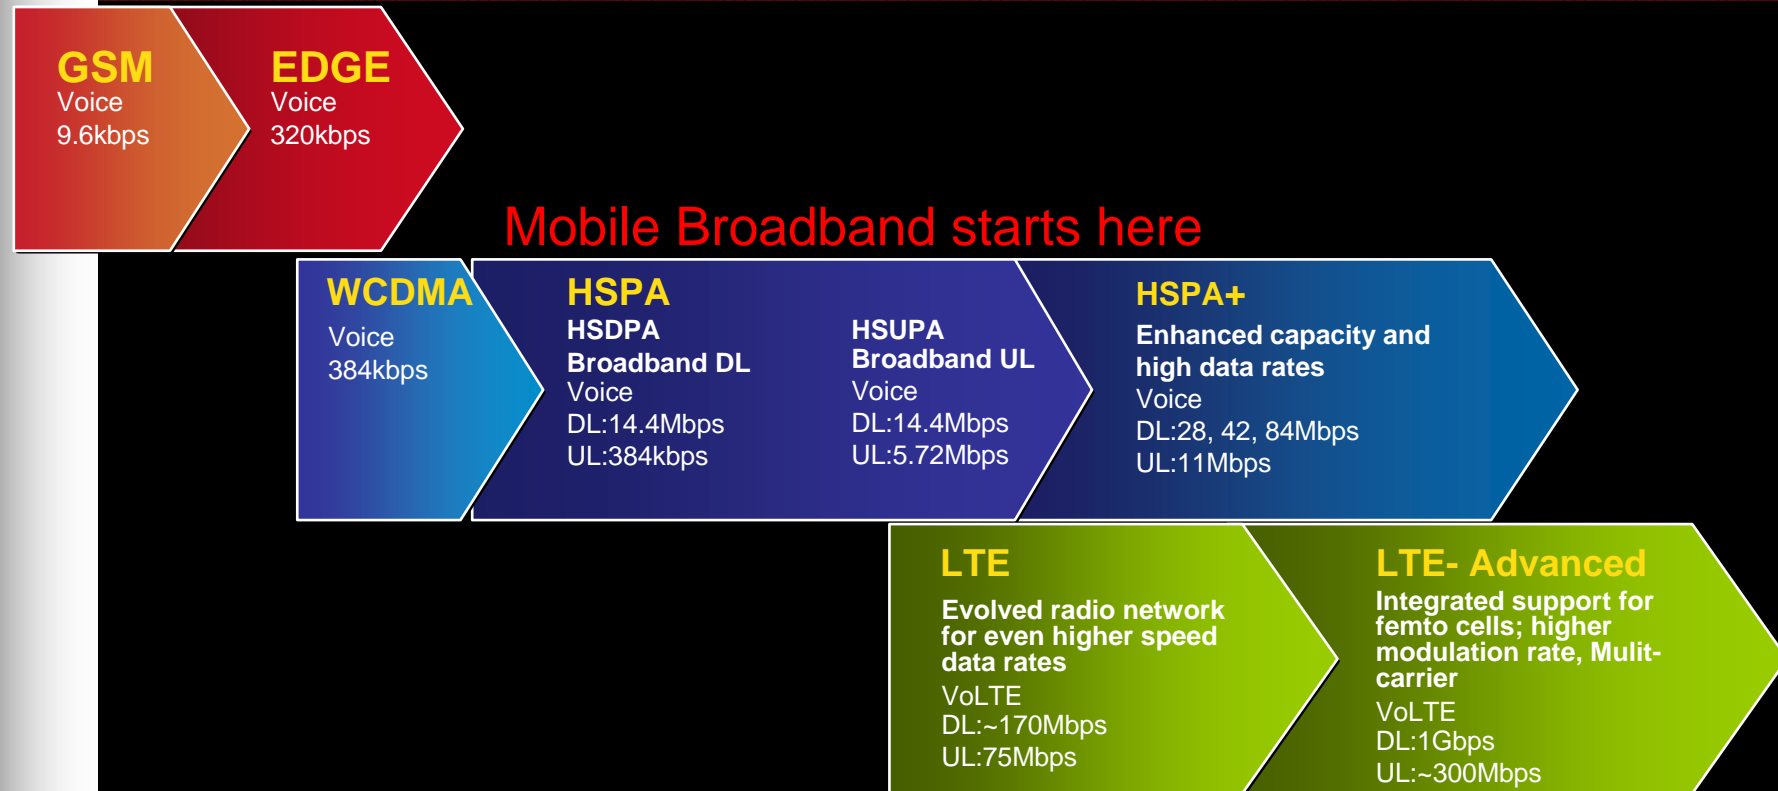 GSM
Voice
9.6kbps
EDGE
Voice
320kbps
Mobile Broadband starts here
WCDMA
Voice
384kbps
HSPA
HSDPA
Broadband DL
Voice
DL:14.4Mbps
UL:384kbps
HSUPA
Broadband UL
Voice
DL:14.4Mbps
UL:5.72Mbps
HSPA+
Enhanced capacity and
high data rates
Voice
DL:28, 42, 84Mbps
UL:11Mbps
LTE
Evolved radio network
for even higher speed
data rates
VoLTE
DL:~170Mbps
UL:75Mbps
LTE- Advanced
Integrated support for
femto cells; higher
modulation rate, Mulit-
carrier
VoLTE
DL:1Gbps
UL:~300Mbps